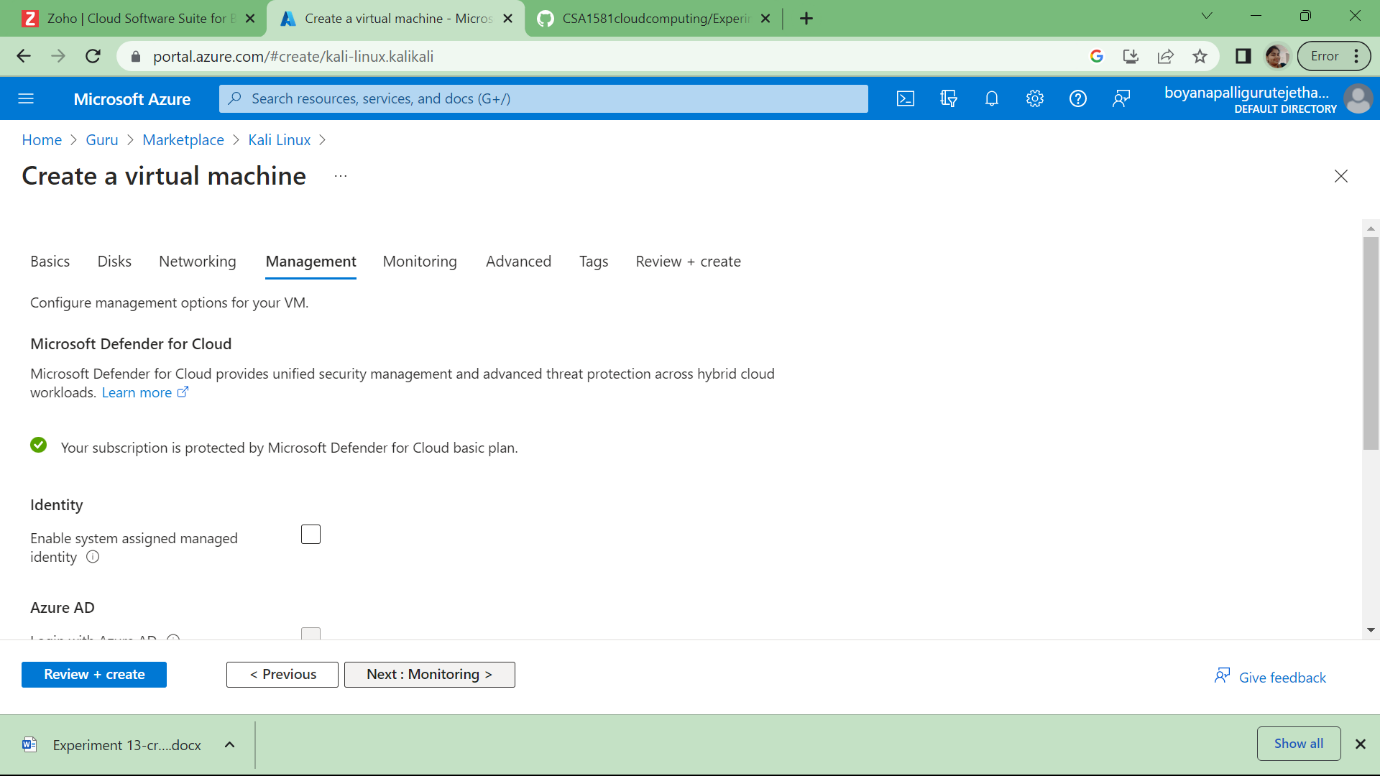 Zoho | Cloud Software Suite for B
Create a virtual machine - Micros
CSA1581cloudcomputing/Experir
portal.azure.com/#create/kali-linux.kalikali
Error
Microsoft Azure
Search resources, services, and docs (G+/)
boyanapalligurutejetha...
DEFAULT DIRECTORY
Home > Guru > Marketplace > Kali Linux >
Create a virtual machine ...
Basics Disks Networking Management Monitoring Advanced Tags Review + create
Configure management options for your VM.
Microsoft Defender for Cloud
Microsoft Defender for Cloud provides unified security management and advanced threat protection across hybrid cloud
workloads. Learn more
Your subscription is protected by Microsoft Defender for Cloud basic plan.
Identity
Enable system assigned managed
identity
Azure AD
Login with Azure AD
Review + create < Previous Next : Monitoring > Give feedback
Experiment 13-cr....docx Show all